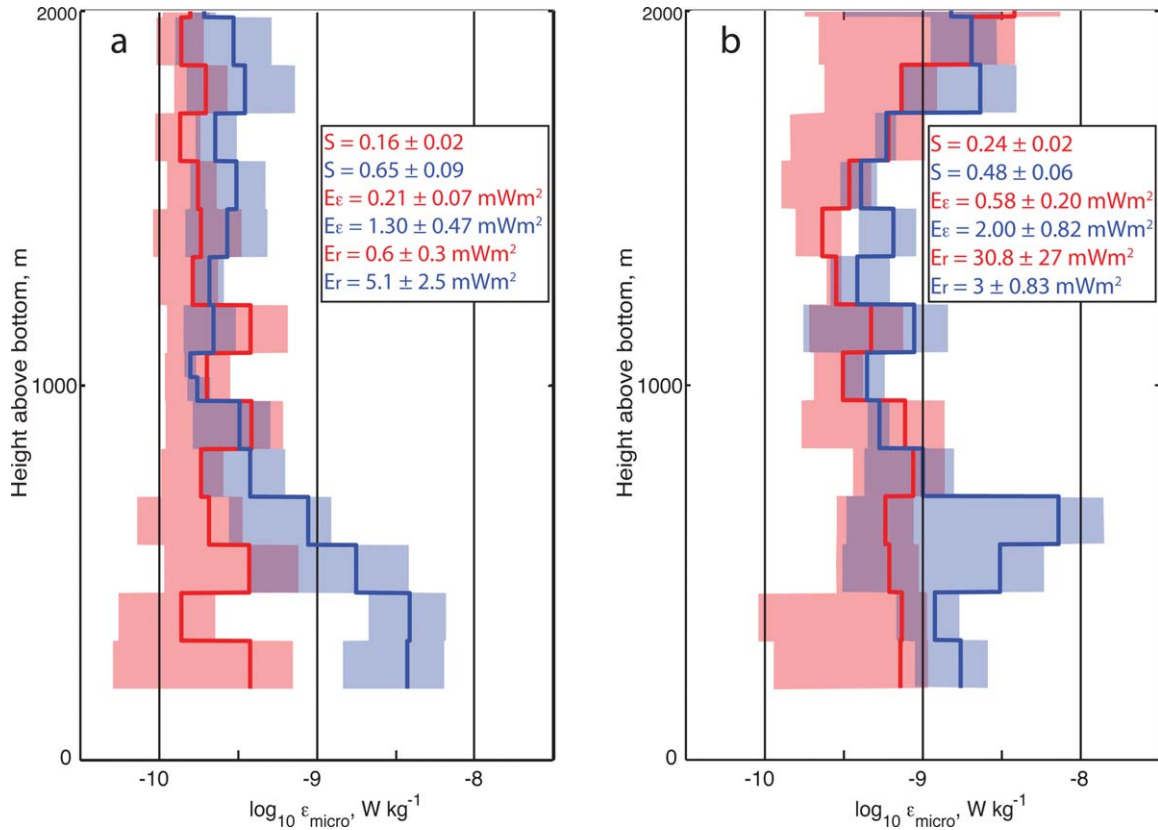 a
2000
1000
0
Height above bottom, m
S = 0.16 ± 0.02
S = 0.65 ± 0.09
Eε = 0.21 ± 0.07 mWm²
Eε = 1.30 ± 0.47 mWm²
Er = 0.6 ± 0.3 mWm²
Er = 5.1 ± 2.5 mWm²
-10 -9 -8
log₁₀ ε_micro, W kg⁻¹
b
2000
1000
0
Height above bottom, m
S = 0.24 ± 0.02
S = 0.48 ± 0.06
Eε = 0.58 ± 0.20 mWm²
Eε = 2.00 ± 0.82 mWm²
Er = 30.8 ± 27 mWm²
Er = 3 ± 0.83 mWm²
-10 -9 -8
log₁₀ ε_micro, W kg⁻¹